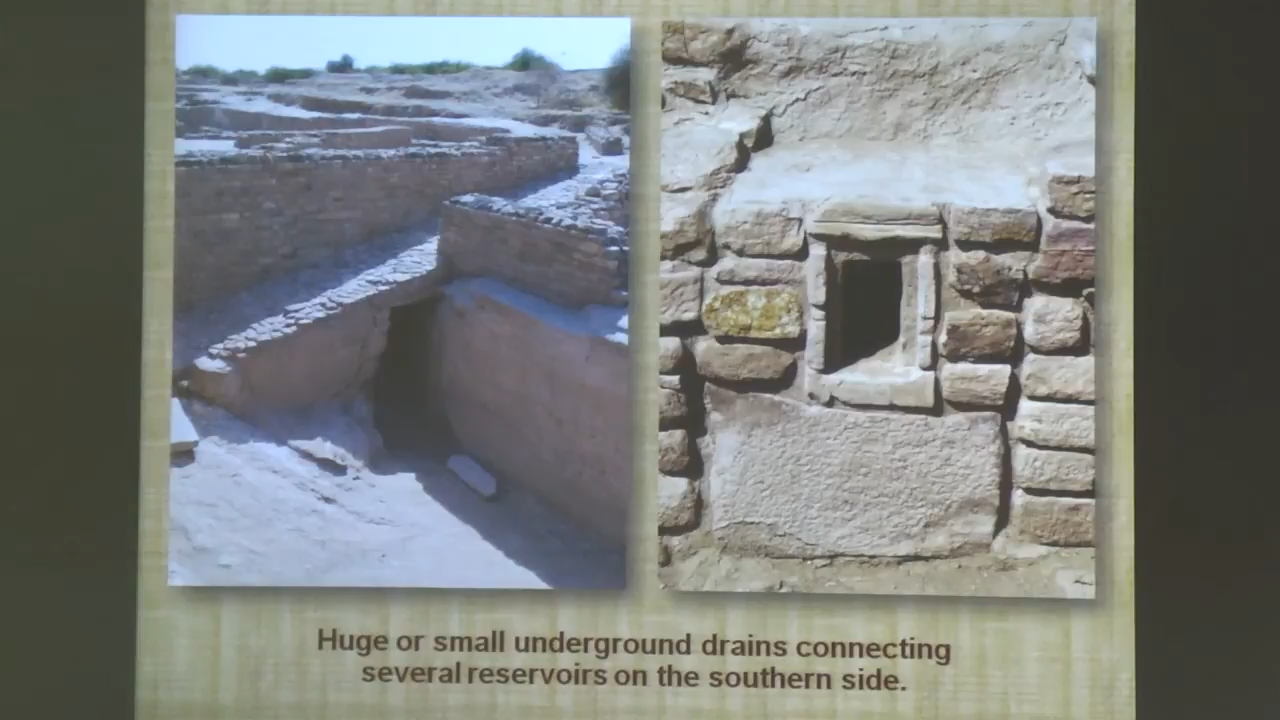 Huge or small underground drains connecting
several reservoirs on the southern side.